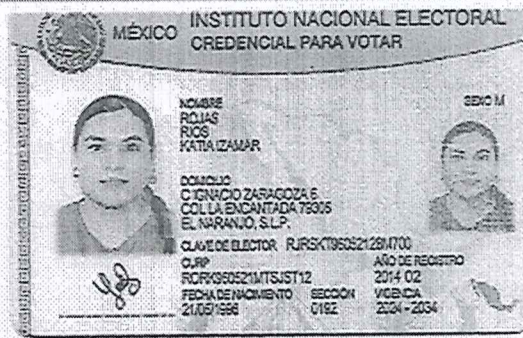 MÉXICO
INSTITUTO NACIONAL ELECTORAL
CREDENCIAL PARA VOTAR
NOMBRE
ROJAS
RIOS
KATIA IZAMAR
SEXO M
DOMICILIO
C IGNACIO ZARAGOZA 6
COL LA ENCANTADA 79305
EL NARANJO, S.L.P.
CLAVE DE ELECTOR
CURP
AÑO DE REGISTRO
2014 02
FECHA DE NACIMIENTO
SECCIÓN
VIGENCIA
0192
2024 - 2034